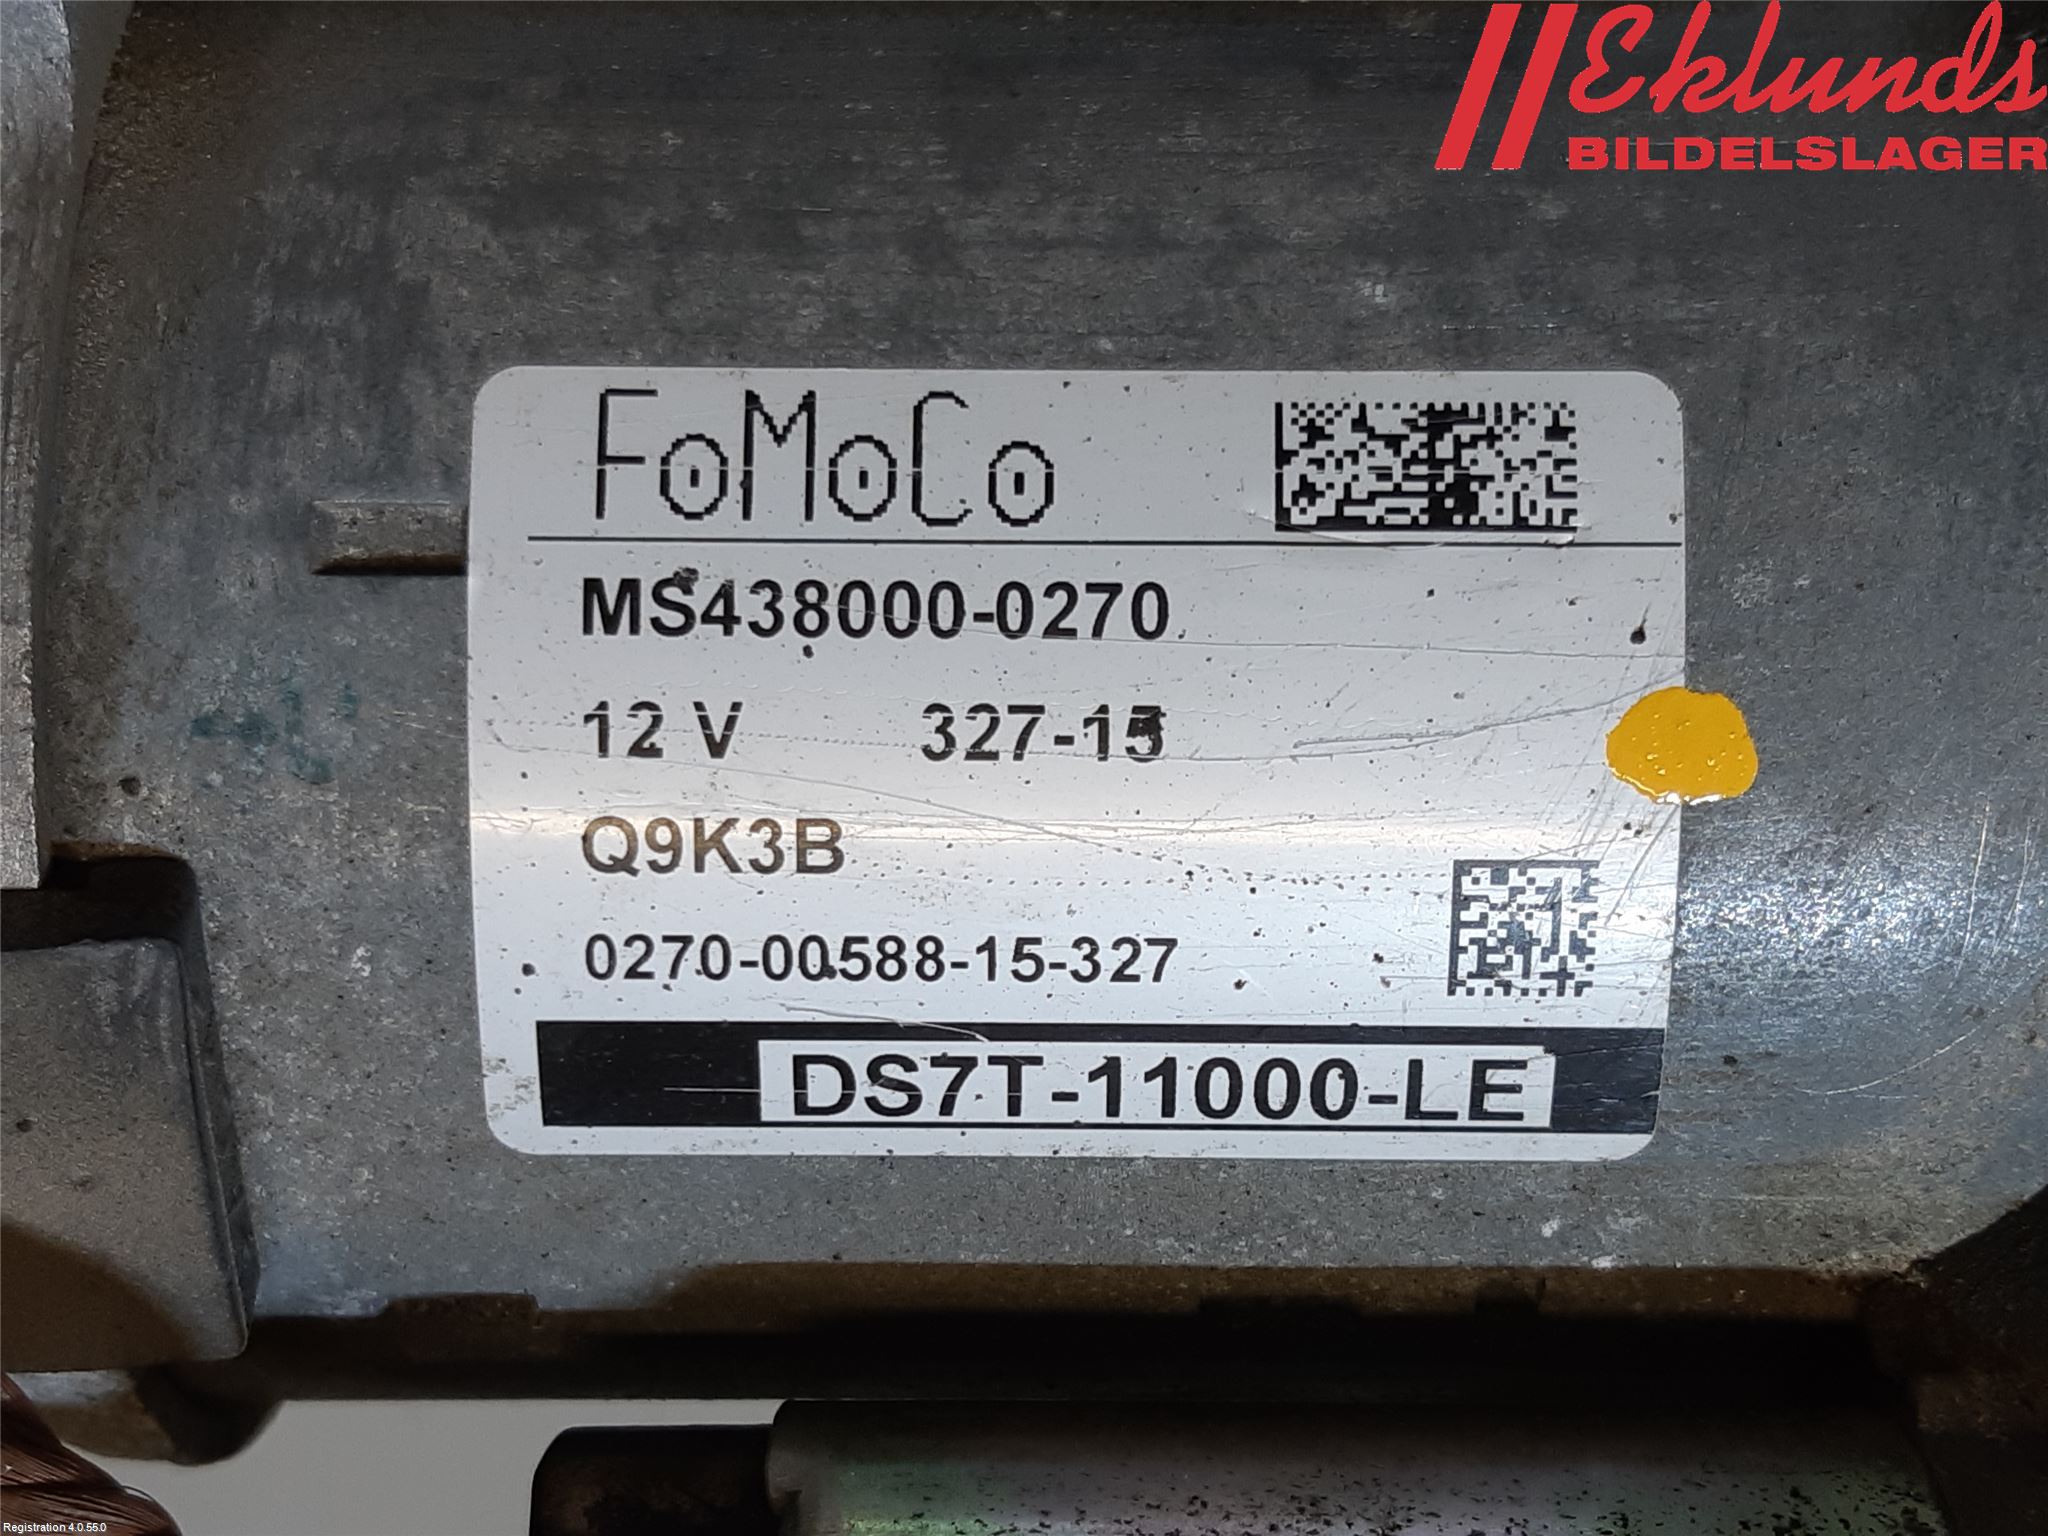 Eklunds
BILDELSLAGER
FoMoCo
MS438000-0270
12 V 327-15
Q9K3B
0270-00588-15-327
DS7T-11000-LE
Registration 4.0.55.0